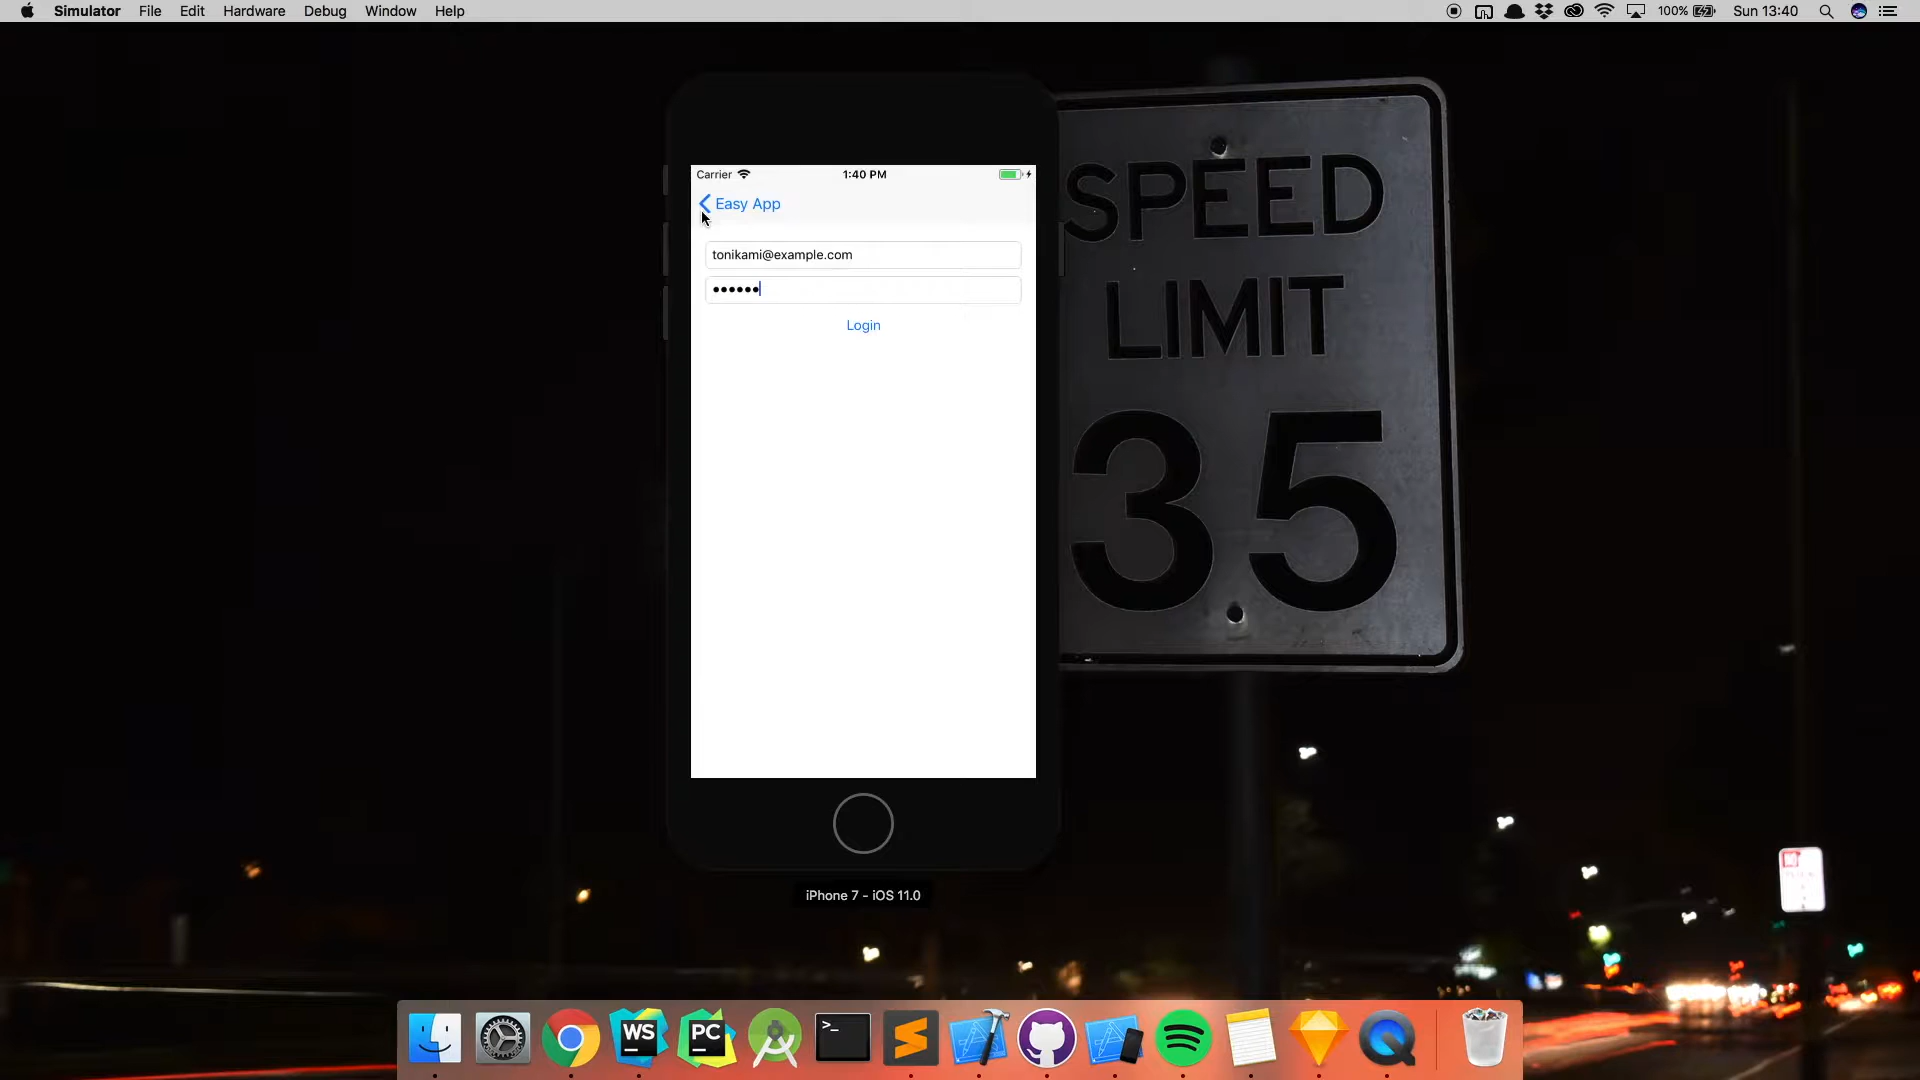 Simulator File Edit Hardware Debug Window Help
100% Sun 13:40
Carrier 1:40 PM
Easy App
tonikami@example.com
••••••
Login
SPEED
LIMIT
35
iPhone 7 - iOS 11.0
WS PC >_